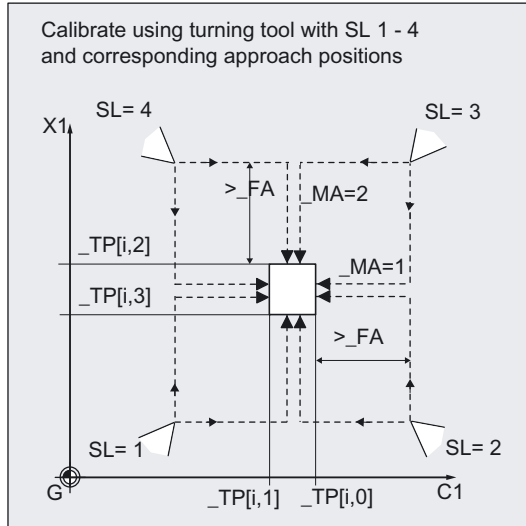 Calibrate using turning tool with SL 1 - 4
and corresponding approach positions
SL= 4
SL= 3
X1
>_FA
_MA=2
_TP[i,2]
_MA=1
_TP[i,3]
>_FA
SL= 1
SL= 2
G
C1
_TP[i,1]
_TP[i,0]